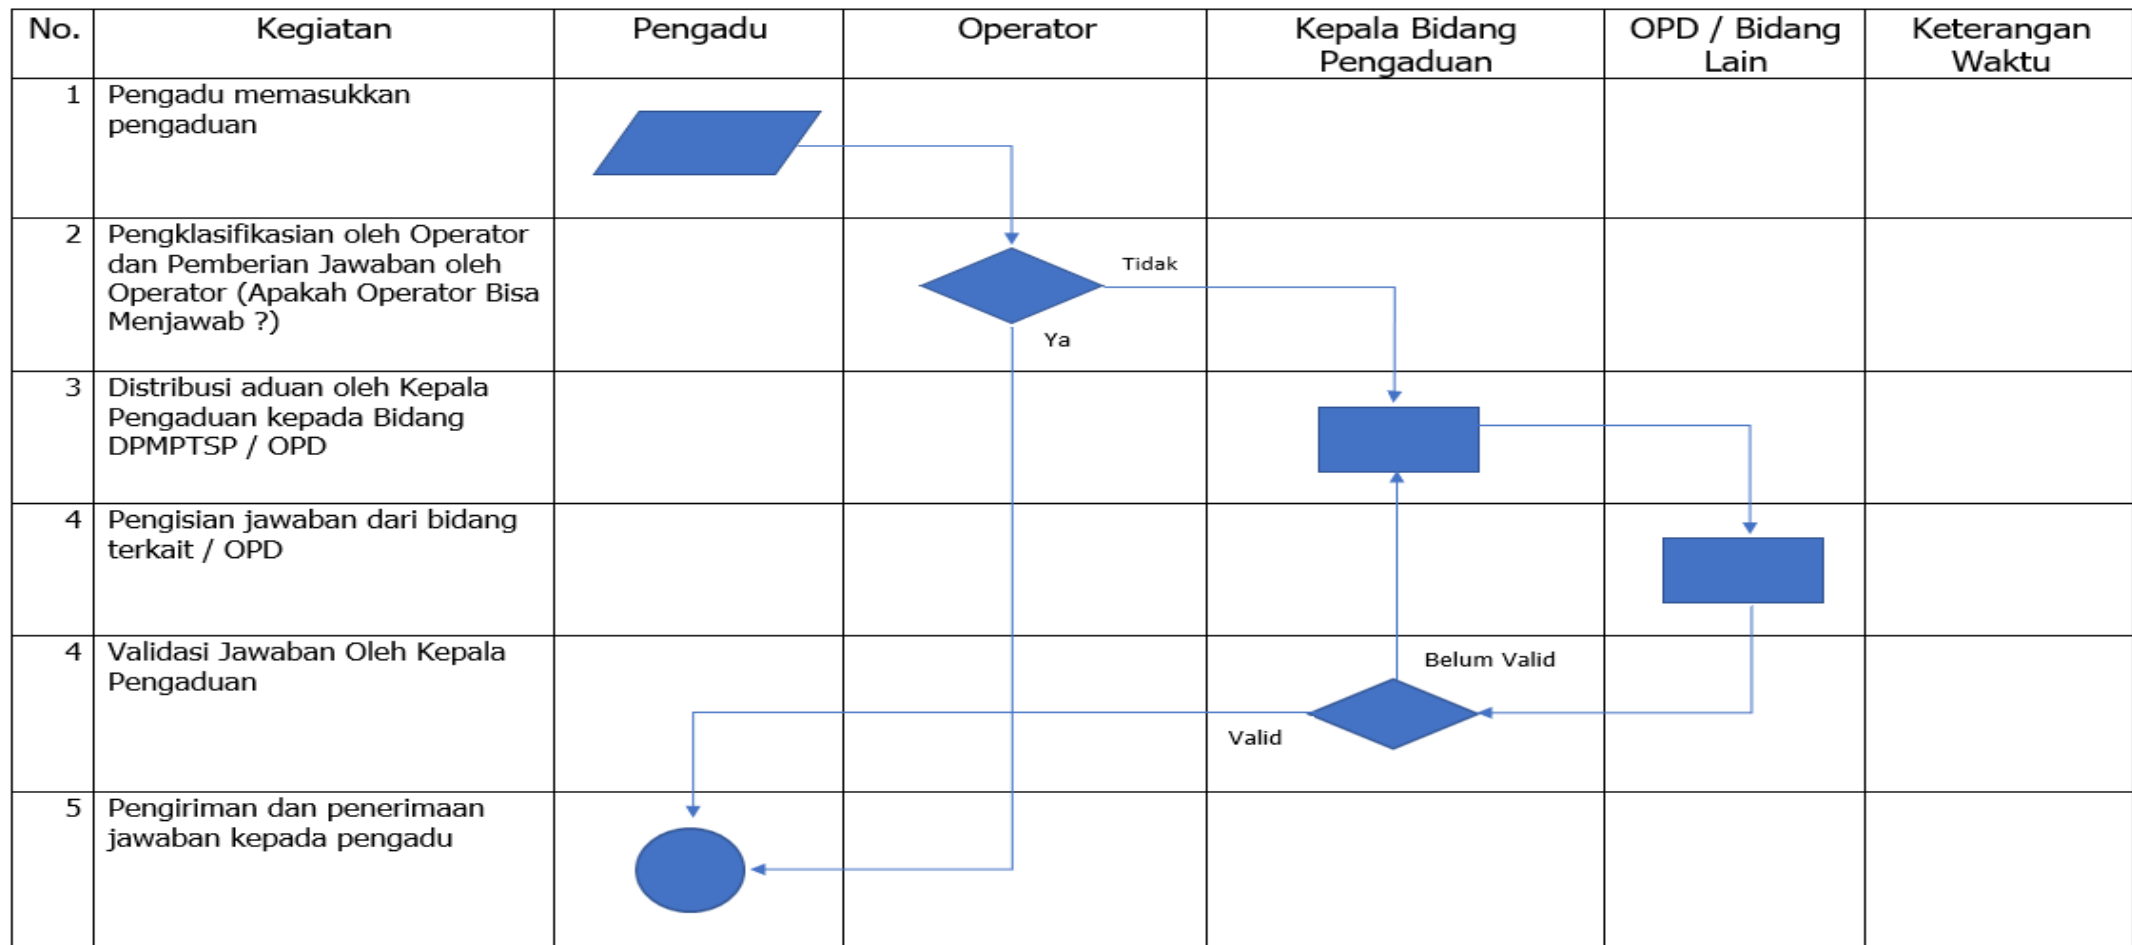 No.
Kegiatan
Pengadu
Operator
Kepala Bidang
Pengaduan
OPD / Bidang
Lain
Keterangan
Waktu
1
Pengadu memasukkan
pengaduan
2
Pengklasifikasian oleh Operator
dan Pemberian Jawaban oleh
Operator (Apakah Operator Bisa
Menjawab ?)
Tidak
Ya
3
Distribusi aduan oleh Kepala
Pengaduan kepada Bidang
DPMPTSP / OPD
4
Pengisian jawaban dari bidang
terkait / OPD
4
Validasi Jawaban Oleh Kepala
Pengaduan
Belum Valid
Valid
5
Pengiriman dan penerimaan
jawaban kepada pengadu